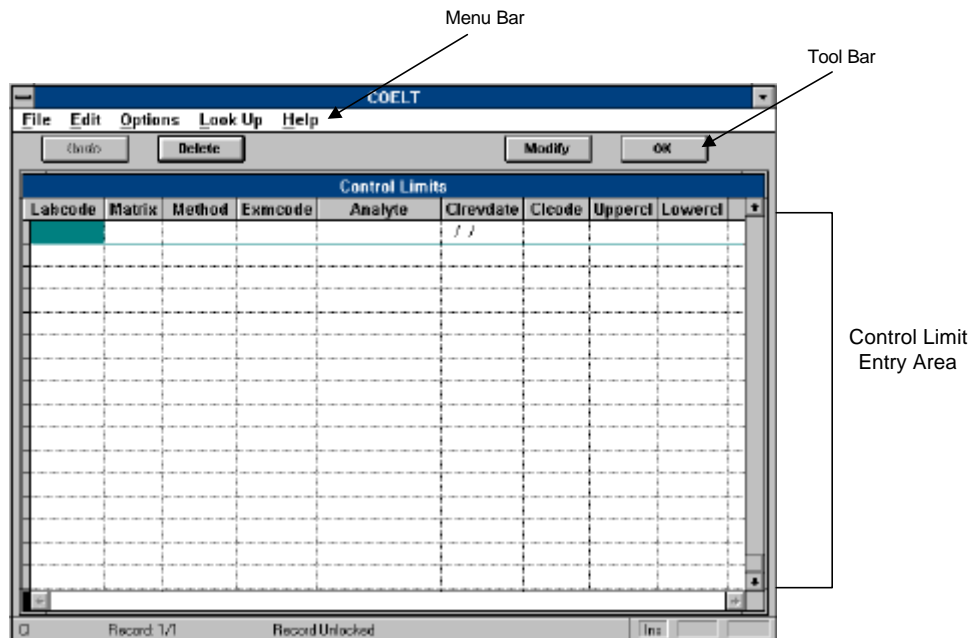 Menu Bar
Tool Bar
COELT
File Edit Options Look Up Help
Undo Delete Modify OK
Control Limits
Labcode Matrix Method Exmcode Analyte Clrevdate Clcode Uppercl Lowercl
/ /
Control Limit
Entry Area
Cl Record: 1/1 Record Unlocked Ins